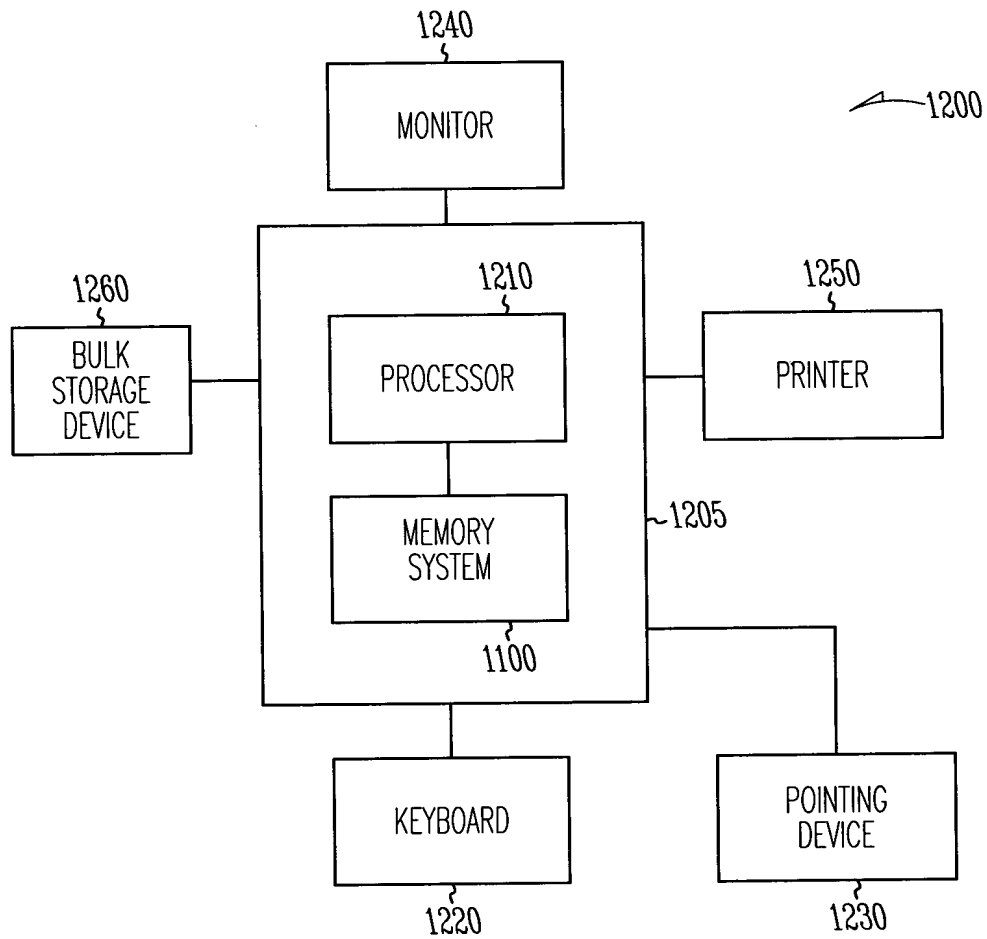 1240
MONITOR
1200
1260
BULK
STORAGE
DEVICE
1210
PROCESSOR
1250
PRINTER
1205
MEMORY
SYSTEM
1100
KEYBOARD
1220
POINTING
DEVICE
1230